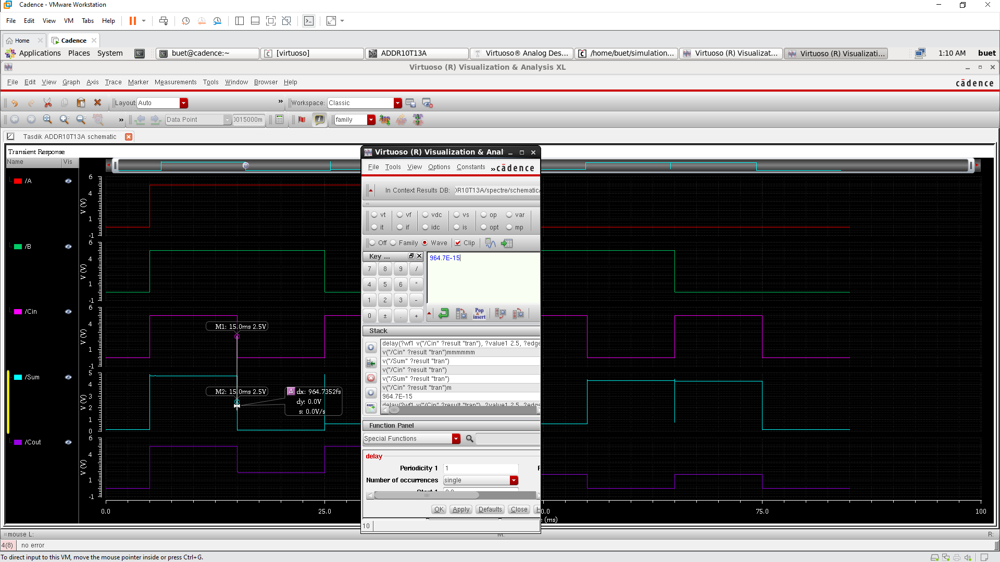 Cadence - VMware Workstation
File Edit View VM Tabs Help
Home Cadence
Applications Places System buet@cadence:~ [virtuoso] ADDR10T13A Virtuoso® Analog Des... /home/buet/simulation... Virtuoso (R) Visualizat... Virtuoso (R) Visualizati... 1:10 AM buet
Virtuoso (R) Visualization & Analysis XL
File Edit View Graph Axis Trace Marker Measurements Tools Window Browser Help cādence
Layout: Auto » Workspace: Classic
» Data Point 0015000m family
Tasdik ADDR10T13A schematic
Transient Response
Name Vis
/A
6
4
1
-1
V (V)
/B
6
4
1
-1
V (V)
/Cin
6
4
1
-1
V (V)
M1: 15.0ms 2.5V
/Sum
5
4
3
2
1
0
V (V)
M2: 15.0ms 2.5V
dx: 964.7352fs
dy: 0.0V
s: 0.0V/s
/Cout
6
4
1
-1
V (V)
0.0 25.0 0.0 75.0 100
(ms)
Virtuoso (R) Visualization & Anal
File Tools View Options Constants » cādence
In Context Results DB: DR10T13A/spectre/schematic/
vt vf vdc vs op var
it if idc is opt mp
Off Family Wave Clip
Key ...
964.7E-15
7 8 9 /
4 5 6 *
1 2 3 -
0 ± . +
Pop & insert
Stack
delay(?wf1 v("/Cin" ?result "tran"), ?value1 2.5, ?edge
v("/Cin" ?result "tran")mmmmmmm
v("/Sum" ?result "tran")
v("/Cin" ?result "tran")
v("/Sum" ?result "tran")
v("/Cin" ?result "tran")m
964.7E-15
delay(?wf1 v("/Cin" ?result "tran"), ?value1 2.5, ?edge
expr
Function Panel
Special Functions
delay
Periodicity 1 1
Number of occurrences single
Start 1 0.0
OK Apply Defaults Close H
10
mouse L: M: R:
4(8) no error
To direct input to this VM, move the mouse pointer inside or press Ctrl+G.